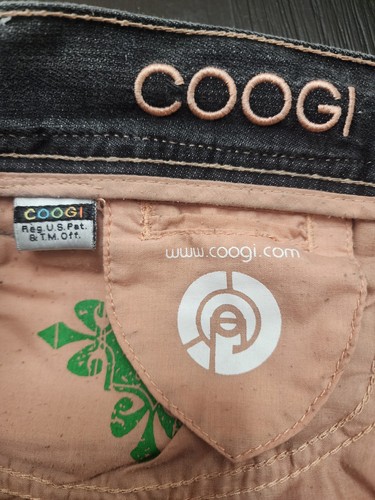 COOGI
COOGI
Reg. U.S. Pat.
& T.M. Off.
www.coogi.com